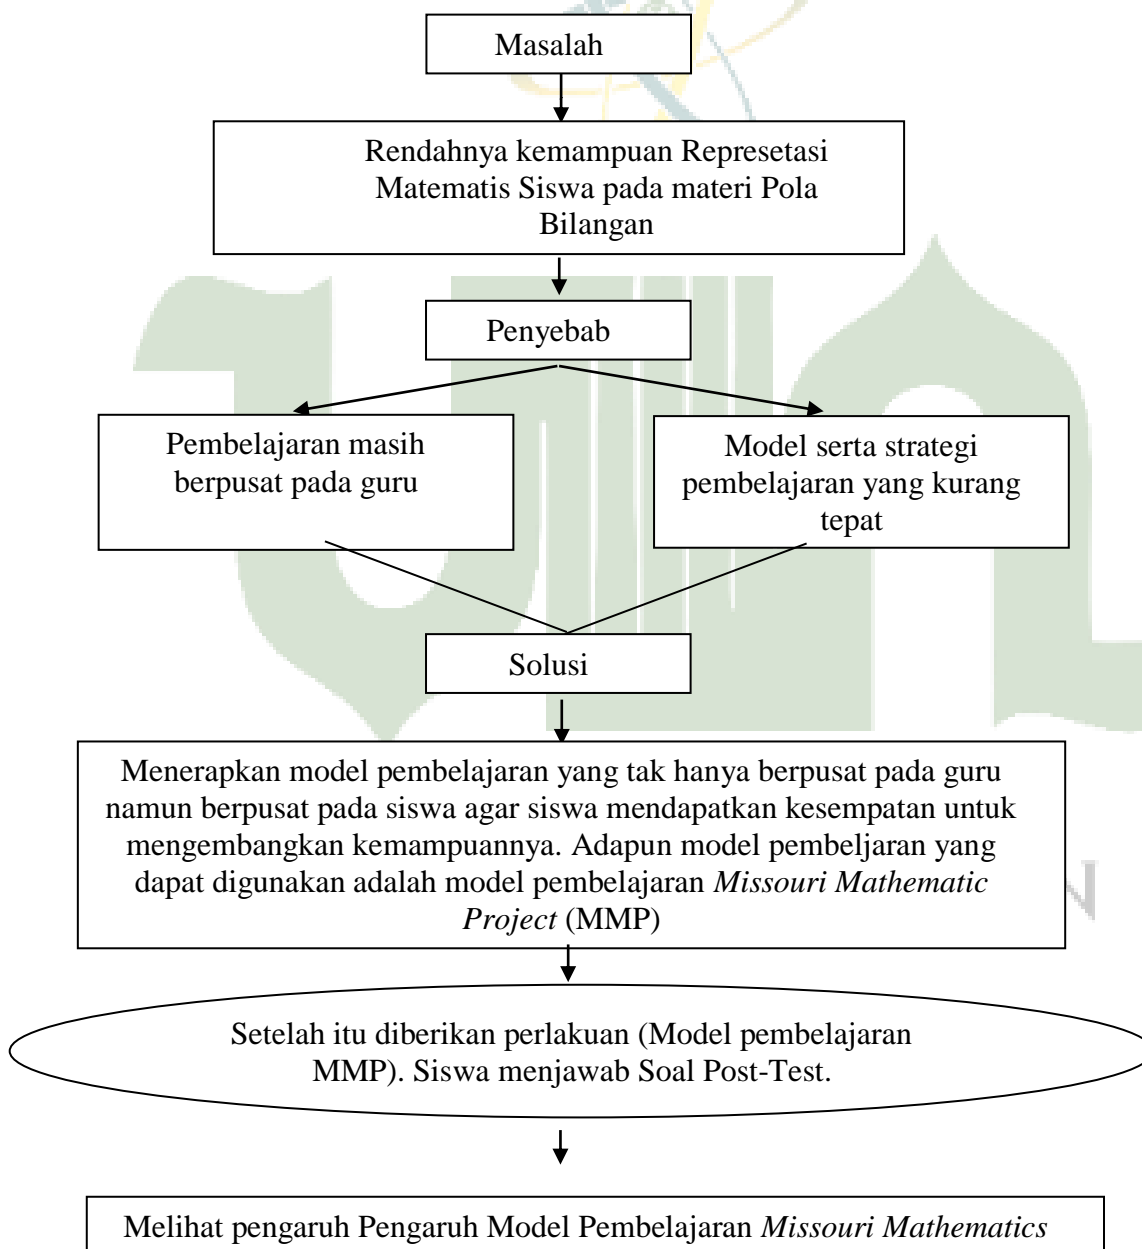 Masalah
Rendahnya kemampuan Represetasi
Matematis Siswa pada materi Pola
Bilangan
Penyebab
Pembelajaran masih
berpusat pada guru
Model serta strategi
pembelajaran yang kurang
tepat
Solusi
Menerapkan model pembelajaran yang tak hanya berpusat pada guru
namun berpusat pada siswa agar siswa mendapatkan kesempatan untuk
mengembangkan kemampuannya. Adapun model pembeljaran yang
dapat digunakan adalah model pembelajaran Missouri Mathematic
Project (MMP)
N
Setelah itu diberikan perlakuan (Model pembelajaran
MMP). Siswa menjawab Soal Post-Test.
Melihat pengaruh Pengaruh Model Pembelajaran Missouri Mathematics